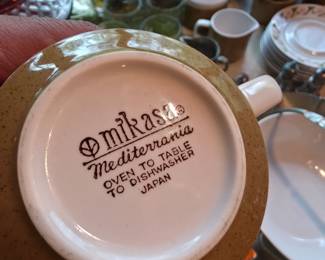 mikasa®
Mediterrania
OVEN TO TABLE
TO DISHWASHER
JAPAN